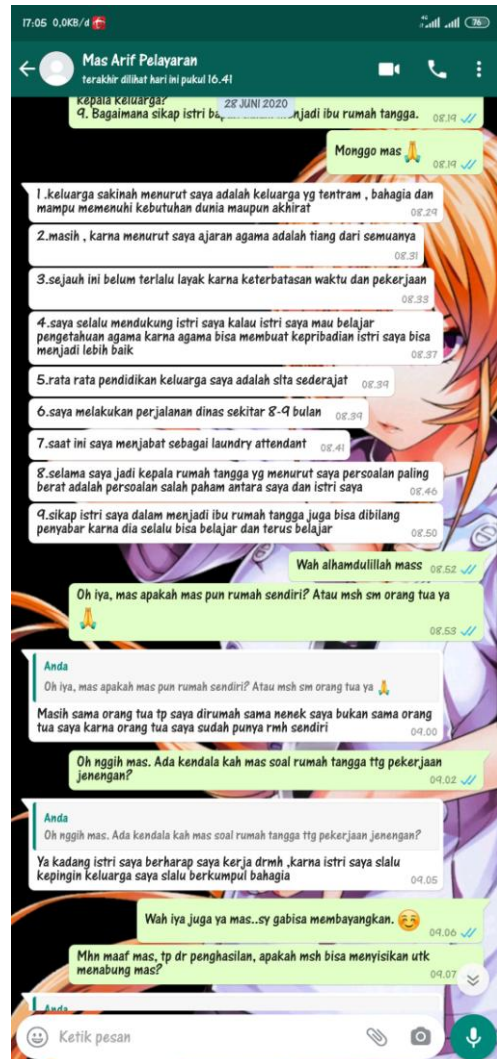 17:05 0,0KB/d
4G
76
Mas Arif Pelayaran
terakhir dilihat hari ini pukul 16.41
kepala keluarga?
28 JUNI 2020
9. Bagaimana sikap istri menjadi ibu rumah tangga.
08.19
Monggo mas 🙏
08.19
1 .keluarga sakinah menurut saya adalah keluarga yg tentram , bahagia dan
mampu memenuhi kebutuhan dunia maupun akhirat
08.29
2.masih , karna menurut saya ajaran agama adalah tiang dari semuanya
08.31
3.sejauh ini belum terlalu layak karna keterbatasan waktu dan pekerjaan
08.33
4.saya selalu mendukung istri saya kalau istri saya mau belajar
pengetahuan agama karna agama bisa membuat kepribadian istri saya bisa
menjadi lebih baik
08.37
5.rata rata pendidikan keluarga saya adalah slta sederajat 08.39
6.saya melakukan perjalanan dinas sekitar 8-9 bulan 08.39
7.saat ini saya menjabat sebagai laundry attendant 08.41
8.selama saya jadi kepala rumah tangga yg menurut saya persoalan paling
berat adalah persoalan salah paham antara saya dan istri saya 08.46
9.sikap istri saya dalam menjadi ibu rumah tangga juga bisa dibilang
penyabar karna dia selalu bisa belajar dan terus belajar 08.50
Wah alhamdulillah mass 08.52
Oh iya, mas apakah mas pun rumah sendiri? Atau msh sm orang tua ya
🙏
08.53
Anda
Oh iya, mas apakah mas pun rumah sendiri? Atau msh sm orang tua ya 🙏
Masih sama orang tua tp saya dirumah sama nenek saya bukan sama orang
tua saya karna orang tua saya sudah punya rmh sendiri 09.00
Oh nggih mas. Ada kendala kah mas soal rumah tangga ttg pekerjaan
jenengan? 09.02
Anda
Oh nggih mas. Ada kendala kah mas soal rumah tangga ttg pekerjaan jenengan?
Ya kadang istri saya berharap saya kerja drmh ,karna istri saya slalu
kepingin keluarga saya slalu berkumpul bahagia 09.05
Wah iya juga ya mas..sy gabisa membayangkan. 😊 09.06
Mhn maaf mas, tp dr penghasilan, apakah msh bisa menyisikan utk
menabung mas? 09.07
Anda
Ketik pesan